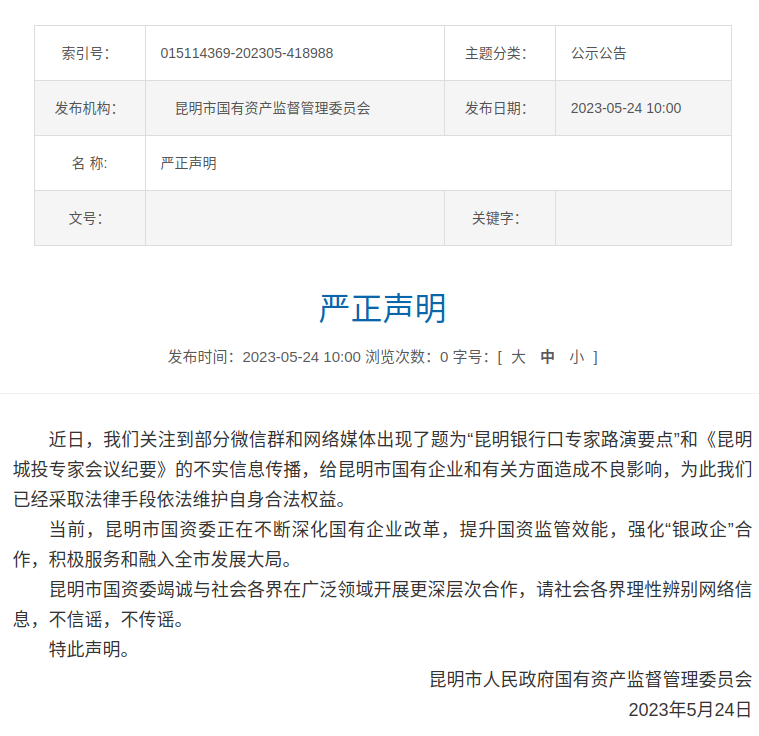 索引号： 015114369-202305-418988 主题分类： 公示公告
发布机构： 昆明市国有资产监督管理委员会 发布日期： 2023-05-24 10:00
名 称: 严正声明
文号： 关键字：
严正声明
发布时间：2023-05-24 10:00 浏览次数：0 字号：[ 大 中 小 ]
近日，我们关注到部分微信群和网络媒体出现了题为“昆明银行口专家路演要点”和《昆明
城投专家会议纪要》的不实信息传播，给昆明市国有企业和有关方面造成不良影响，为此我们
已经采取法律手段依法维护自身合法权益。
当前，昆明市国资委正在不断深化国有企业改革，提升国资监管效能，强化“银政企”合
作，积极服务和融入全市发展大局。
昆明市国资委竭诚与社会各界在广泛领域开展更深层次合作，请社会各界理性辨别网络信
息，不信谣，不传谣。
特此声明。
昆明市人民政府国有资产监督管理委员会
2023年5月24日